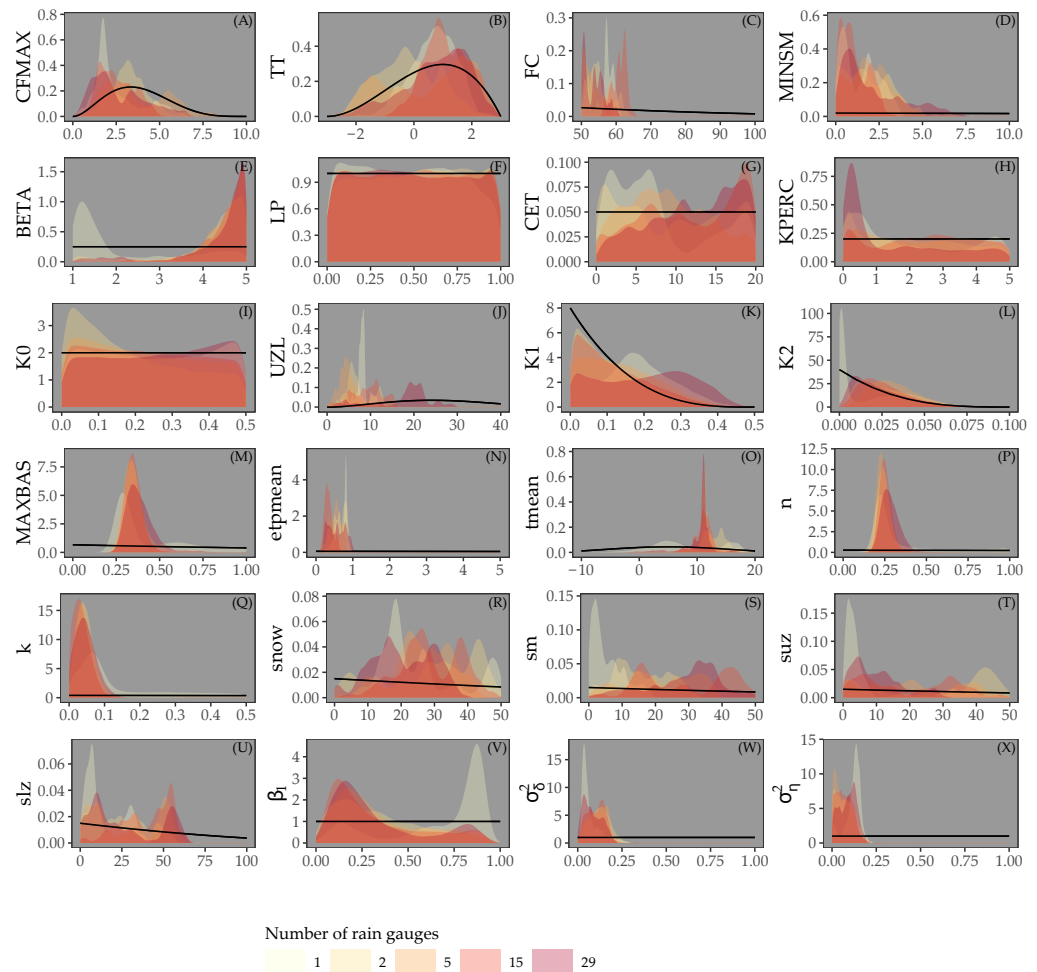 (A) (B) (C) (D)
CFMAX TT FC MINSM
0.8 0.6 0.4 0.2 0.0
0.0 2.5 5.0 7.5 10.0
0.8 0.6 0.4 0.2 0.0
−2 0 2
0.3 0.2 0.1 0.0
50 60 70 80 90 100
0.6 0.4 0.2 0.0
0.0 2.5 5.0 7.5 10.0
(E) (F) (G) (H)
BETA LP CET KPERC
1.5 1.0 0.5 0.0
1 2 3 4 5
0.9 0.6 0.3 0.0
0.00 0.25 0.50 0.75 1.00
0.100 0.075 0.050 0.025 0.000
0 5 10 15 20
0.75 0.50 0.25 0.00
0 1 2 3 4 5
(I) (J) (K) (L)
K0 UZL K1 K2
3 2 1 0
0.0 0.1 0.2 0.3 0.4 0.5
0.5 0.4 0.3 0.2 0.1 0.0
0 10 20 30 40
8 6 4 2 0
0.0 0.1 0.2 0.3 0.4 0.5
100 75 50 25 0
0.000 0.025 0.050 0.075 0.100
(M) (N) (O) (P)
MAXBAS etpmean tmean n
7.5 5.0 2.5 0.0
0.00 0.25 0.50 0.75 1.00
4 2 0
0 1 2 3 4 5
0.8 0.6 0.4 0.2 0.0
−10 0 10 20
12.5 10.0 7.5 5.0 2.5 0.0
0.00 0.25 0.50 0.75 1.00
(Q) (R) (S) (T)
k snow sm suz
15 10 5 0
0.0 0.1 0.2 0.3 0.4 0.5
0.08 0.06 0.04 0.02 0.00
0 10 20 30 40 50
0.15 0.10 0.05 0.00
0 10 20 30 40 50
0.15 0.10 0.05 0.00
0 10 20 30 40 50
(U) (V) (W) (X)
slz β1 σ²δ σ²η
0.06 0.04 0.02 0.00
0 25 50 75 100
4 3 2 1 0
0.00 0.25 0.50 0.75 1.00
15 10 5 0
0.00 0.25 0.50 0.75 1.00
15 10 5 0
0.00 0.25 0.50 0.75 1.00
Number of rain gauges
1 2 5 15 29